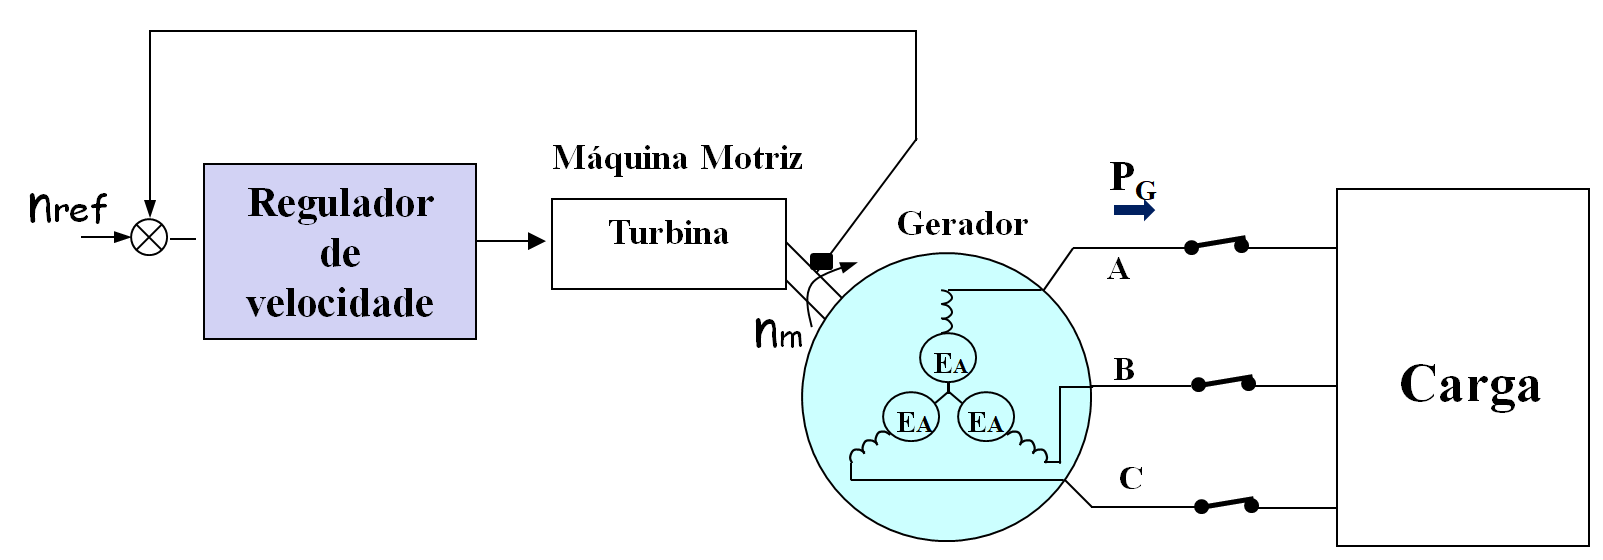 nref
Regulador
de
velocidade
Máquina Motriz
Turbina
nm
Gerador
EA
EA
EA
PG
A
B
C
Carga